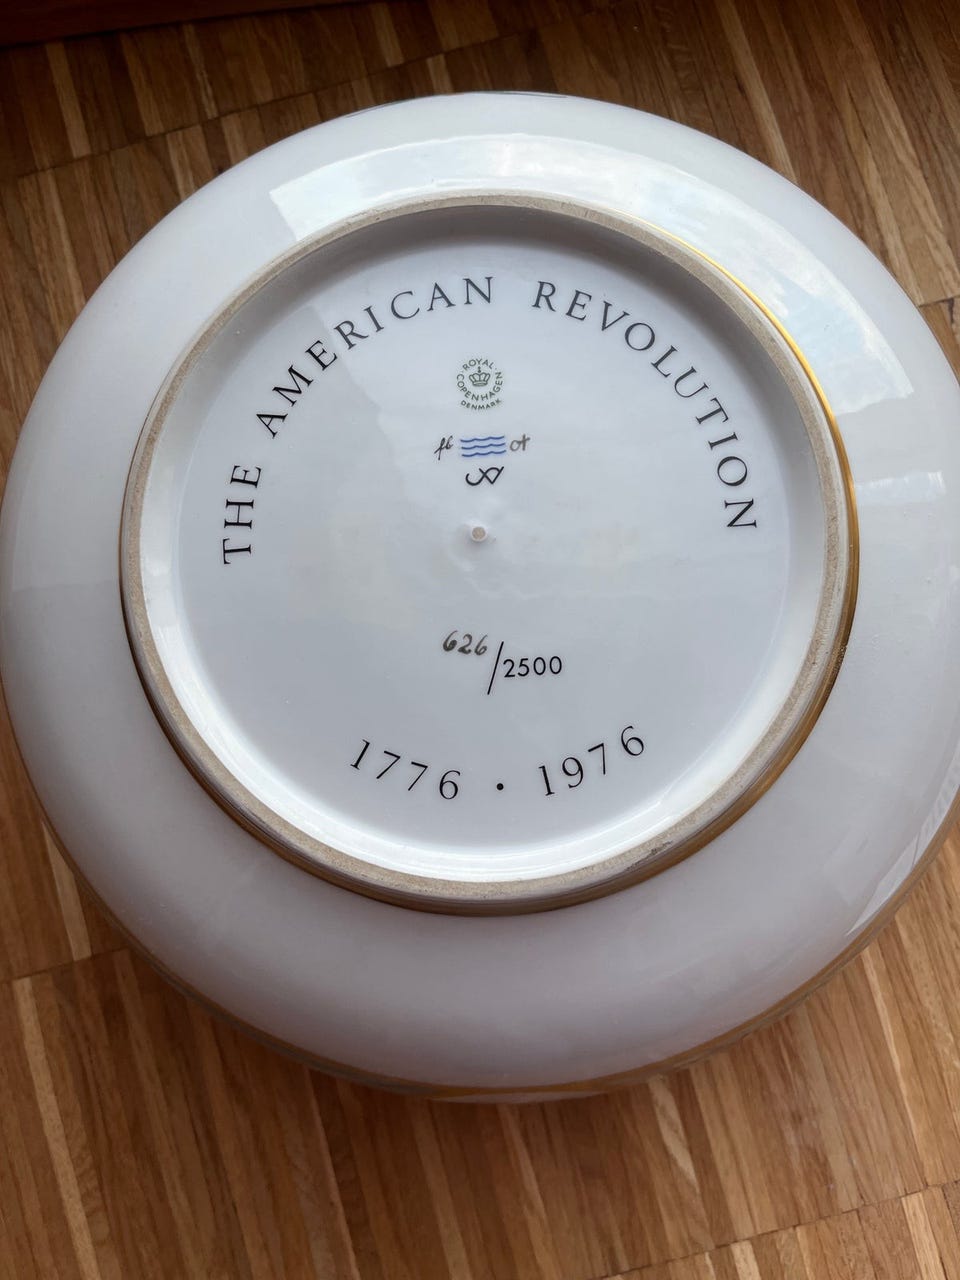 THE AMERICAN REVOLUTION
ROYAL
COPENHAGEN
DENMARK
626/2500
1776 • 1976